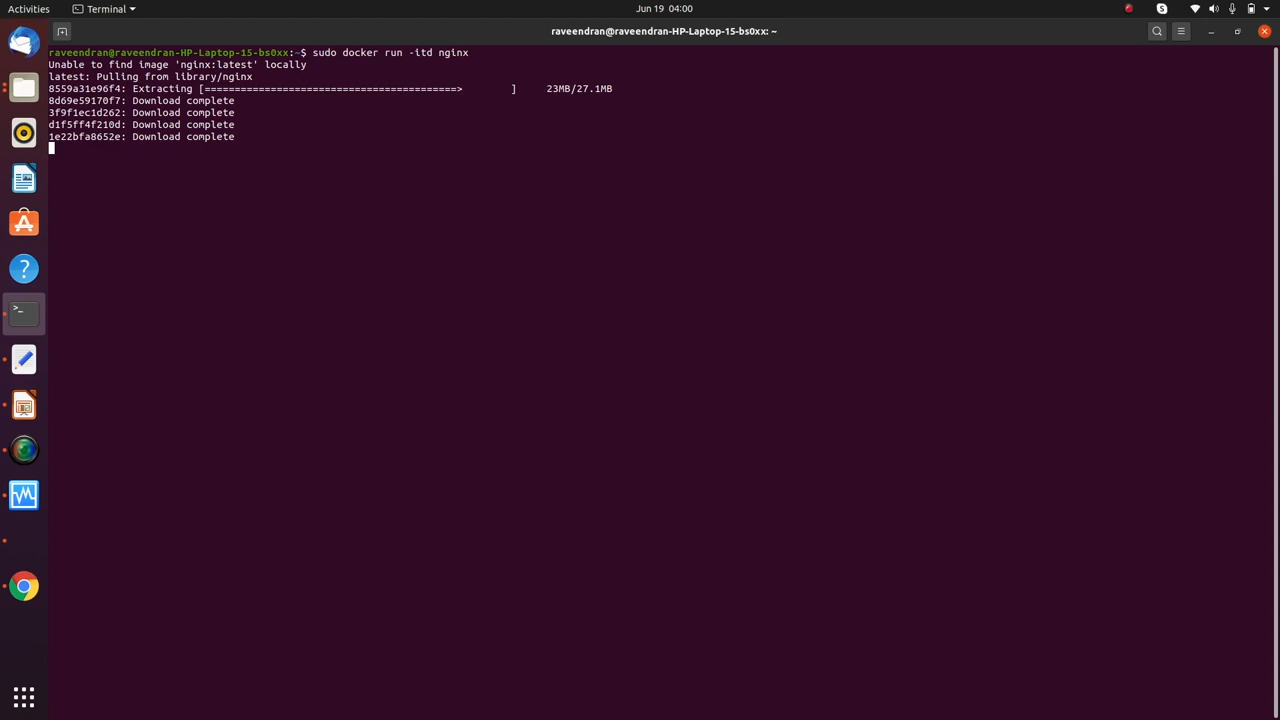 Activities
Terminal
Jun 19 04:00
raveendran@raveendran-HP-Laptop-15-bs0xx: ~
raveendran@raveendran-HP-Laptop-15-bs0xx:~$ sudo docker run -itd nginx
Unable to find image 'nginx:latest' locally
latest: Pulling from library/nginx
8559a31e96f4: Extracting [==========================================>        ]     23MB/27.1MB
8d69e59170f7: Download complete
3f9f1ec1d262: Download complete
d1f5ff4f210d: Download complete
1e22bfa8652e: Download complete